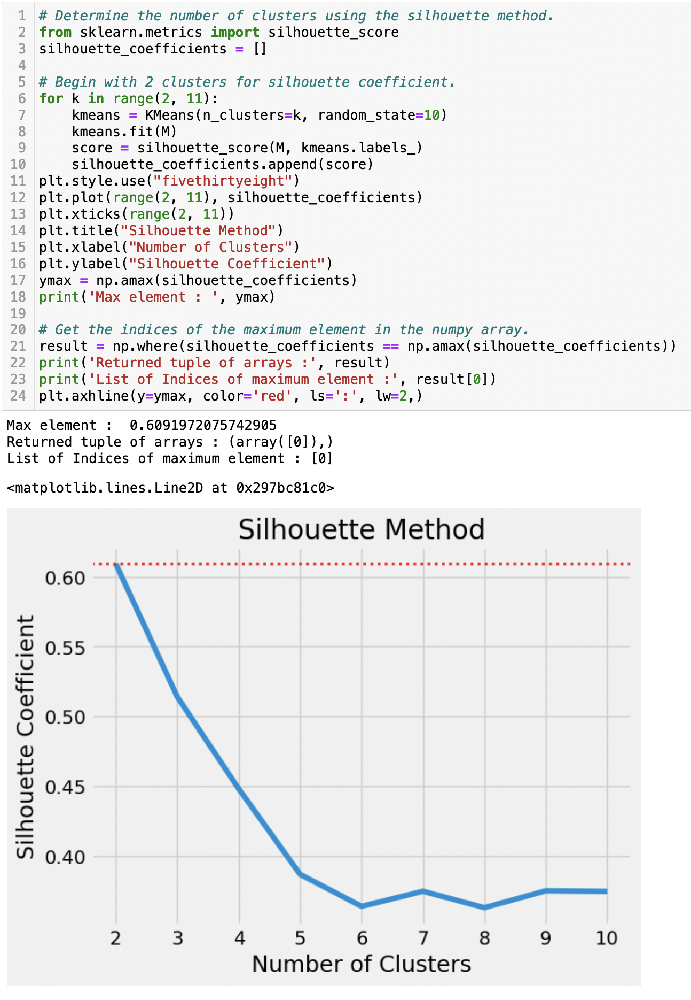 1 # Determine the number of clusters using the silhouette method.
2 from sklearn.metrics import silhouette_score
3 silhouette_coefficients = []
4
5 # Begin with 2 clusters for silhouette coefficient.
6 for k in range(2, 11):
7     kmeans = KMeans(n_clusters=k, random_state=10)
8     kmeans.fit(M)
9     score = silhouette_score(M, kmeans.labels_)
10     silhouette_coefficients.append(score)
11 plt.style.use("fivethirtyeight")
12 plt.plot(range(2, 11), silhouette_coefficients)
13 plt.xticks(range(2, 11))
14 plt.title("Silhouette Method")
15 plt.xlabel("Number of Clusters")
16 plt.ylabel("Silhouette Coefficient")
17 ymax = np.amax(silhouette_coefficients)
18 print('Max element : ', ymax)
19
20 # Get the indices of the maximum element in the numpy array.
21 result = np.where(silhouette_coefficients == np.amax(silhouette_coefficients))
22 print('Returned tuple of arrays :', result)
23 print('List of Indices of maximum element :', result[0])
24 plt.axhline(y=ymax, color='red', ls=':', lw=2,)
Max element :  0.6091972075742905
Returned tuple of arrays : (array([0]),)
List of Indices of maximum element : [0]
<matplotlib.lines.Line2D at 0x297bc81c0>
Silhouette Method
Silhouette Coefficient
0.60
0.55
0.50
0.45
0.40
2 3 4 5 6 7 8 9 10
Number of Clusters